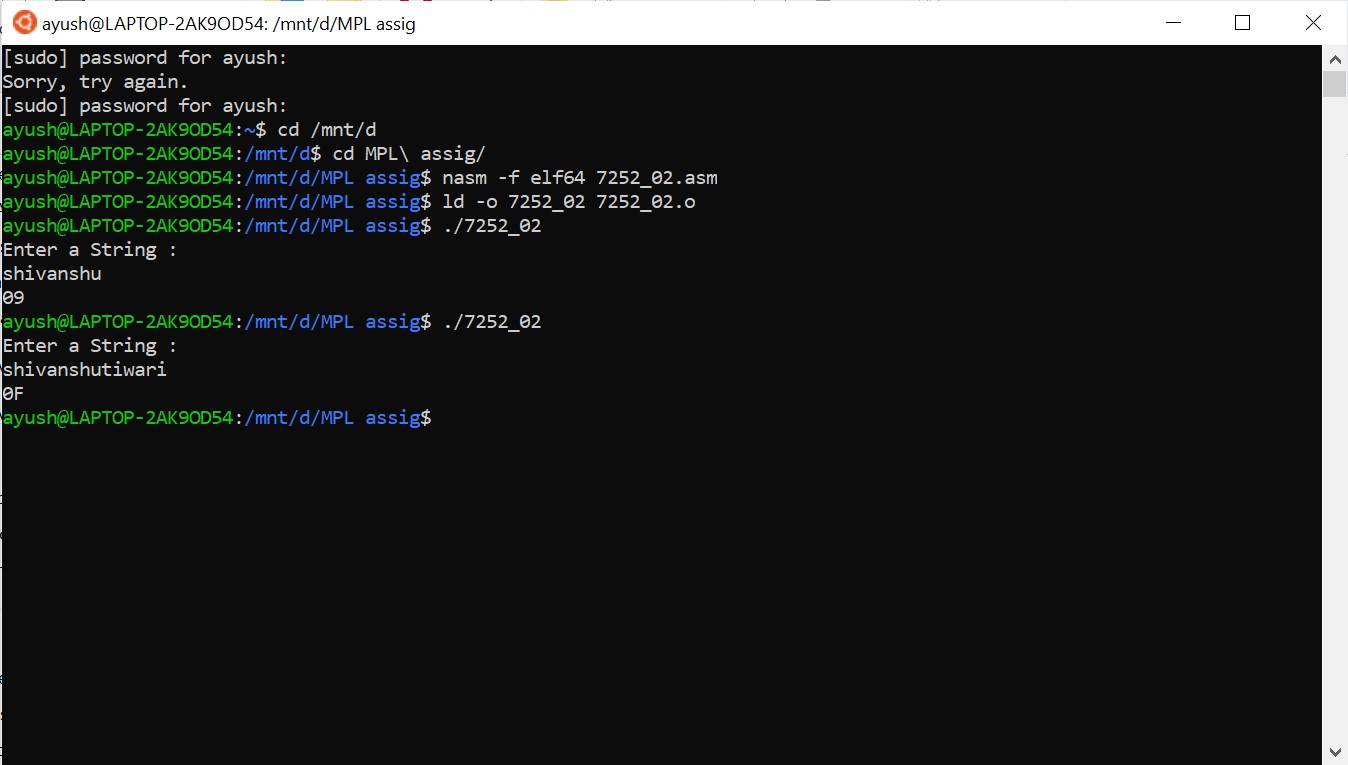 ayush@LAPTOP-2AK9OD54: /mnt/d/MPL assig
[sudo] password for ayush:
Sorry, try again.
[sudo] password for ayush:
ayush@LAPTOP-2AK9OD54:~$ cd /mnt/d
ayush@LAPTOP-2AK9OD54:/mnt/d$ cd MPL\ assig/
ayush@LAPTOP-2AK9OD54:/mnt/d/MPL assig$ nasm -f elf64 7252_02.asm
ayush@LAPTOP-2AK9OD54:/mnt/d/MPL assig$ ld -o 7252_02 7252_02.o
ayush@LAPTOP-2AK9OD54:/mnt/d/MPL assig$ ./7252_02
Enter a String :
shivanshu
09
ayush@LAPTOP-2AK9OD54:/mnt/d/MPL assig$ ./7252_02
Enter a String :
shivanshutiwari
0F
ayush@LAPTOP-2AK9OD54:/mnt/d/MPL assig$